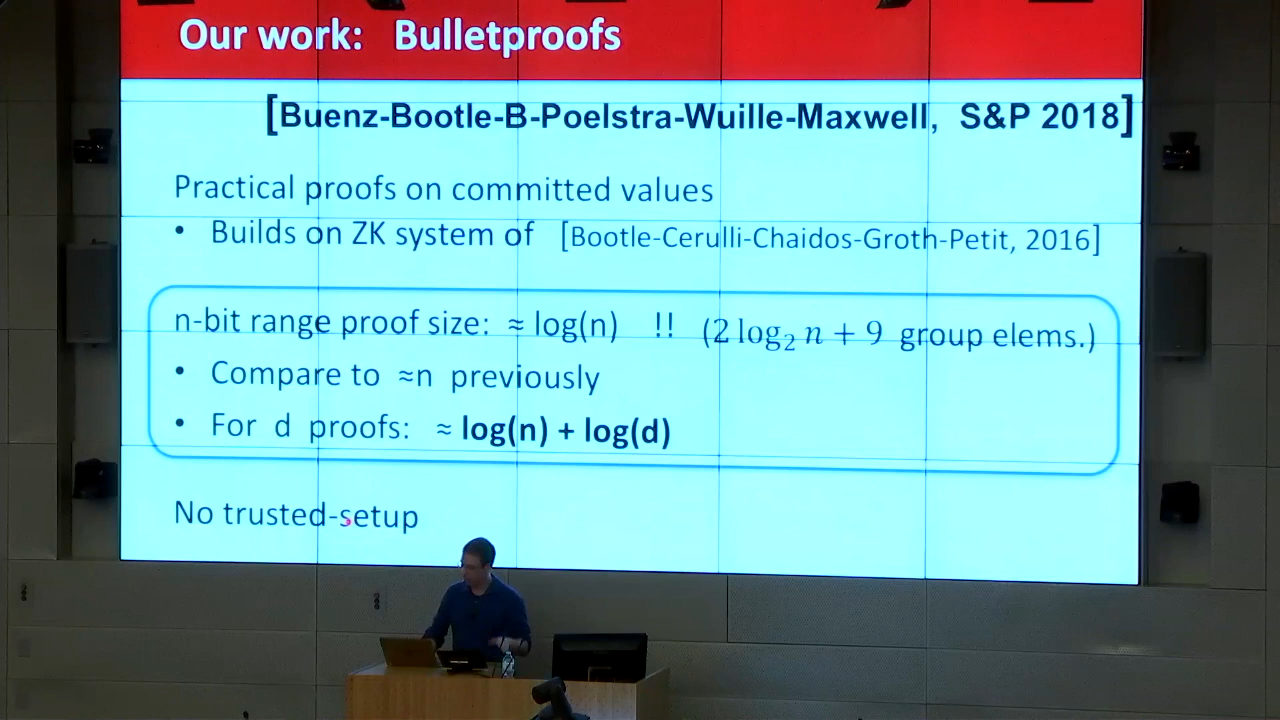 Our work: Bulletproofs
[Buenz-Bootle-B-Poelstra-Wuille-Maxwell, S&P 2018]
Practical proofs on committed values
• Builds on ZK system of [Bootle-Cerulli-Chaidos-Groth-Petit, 2016]
n-bit range proof size: ≈ log(n) !! (2 log₂ n + 9 group elems.)
• Compare to ≈n previously
• For d proofs: ≈ log(n) + log(d)
No trusted-setup